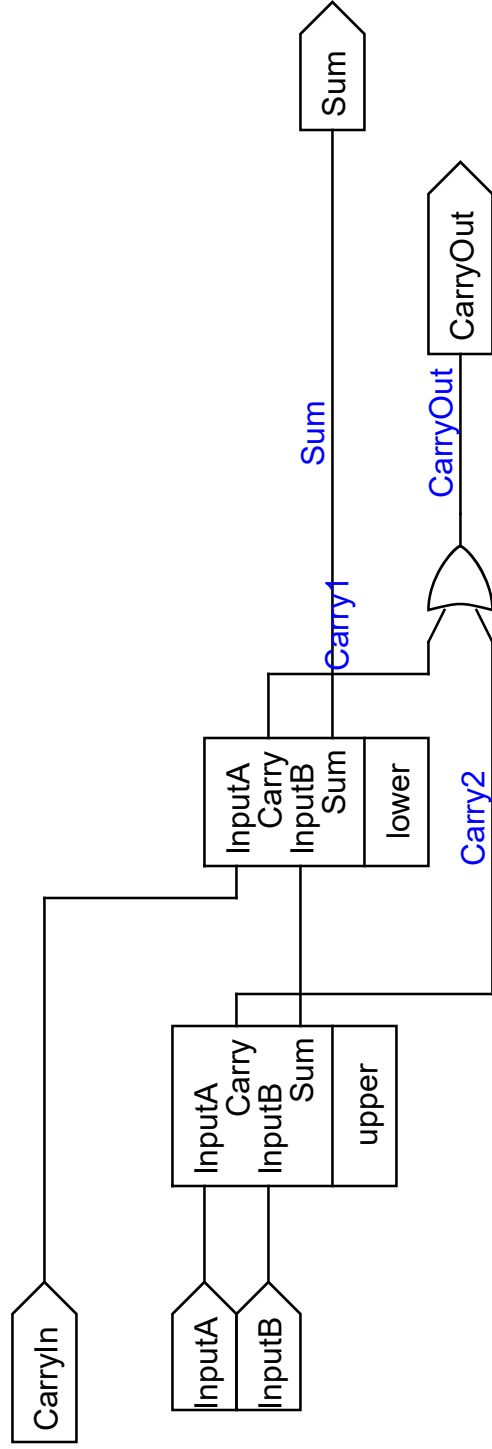 CarryIn
InputA
InputB
InputA
Carry
InputB
Sum
upper
InputA
Carry
InputB
Sum
lower
Carry1
Carry2
Sum
CarryOut
Sum
CarryOut